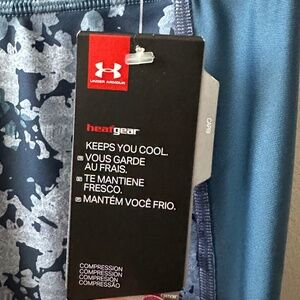 UNDER ARMOUR
heatgear
KEEPS YOU COOL.
VOUS GARDE
AU FRAIS.
TE MANTIENE
FRESCO.
MANTÉM VOCÊ FRIO.
CAPRI
COMPRESSION
COMPRESSION
COMPRESIÓN
COMPRESSÃO